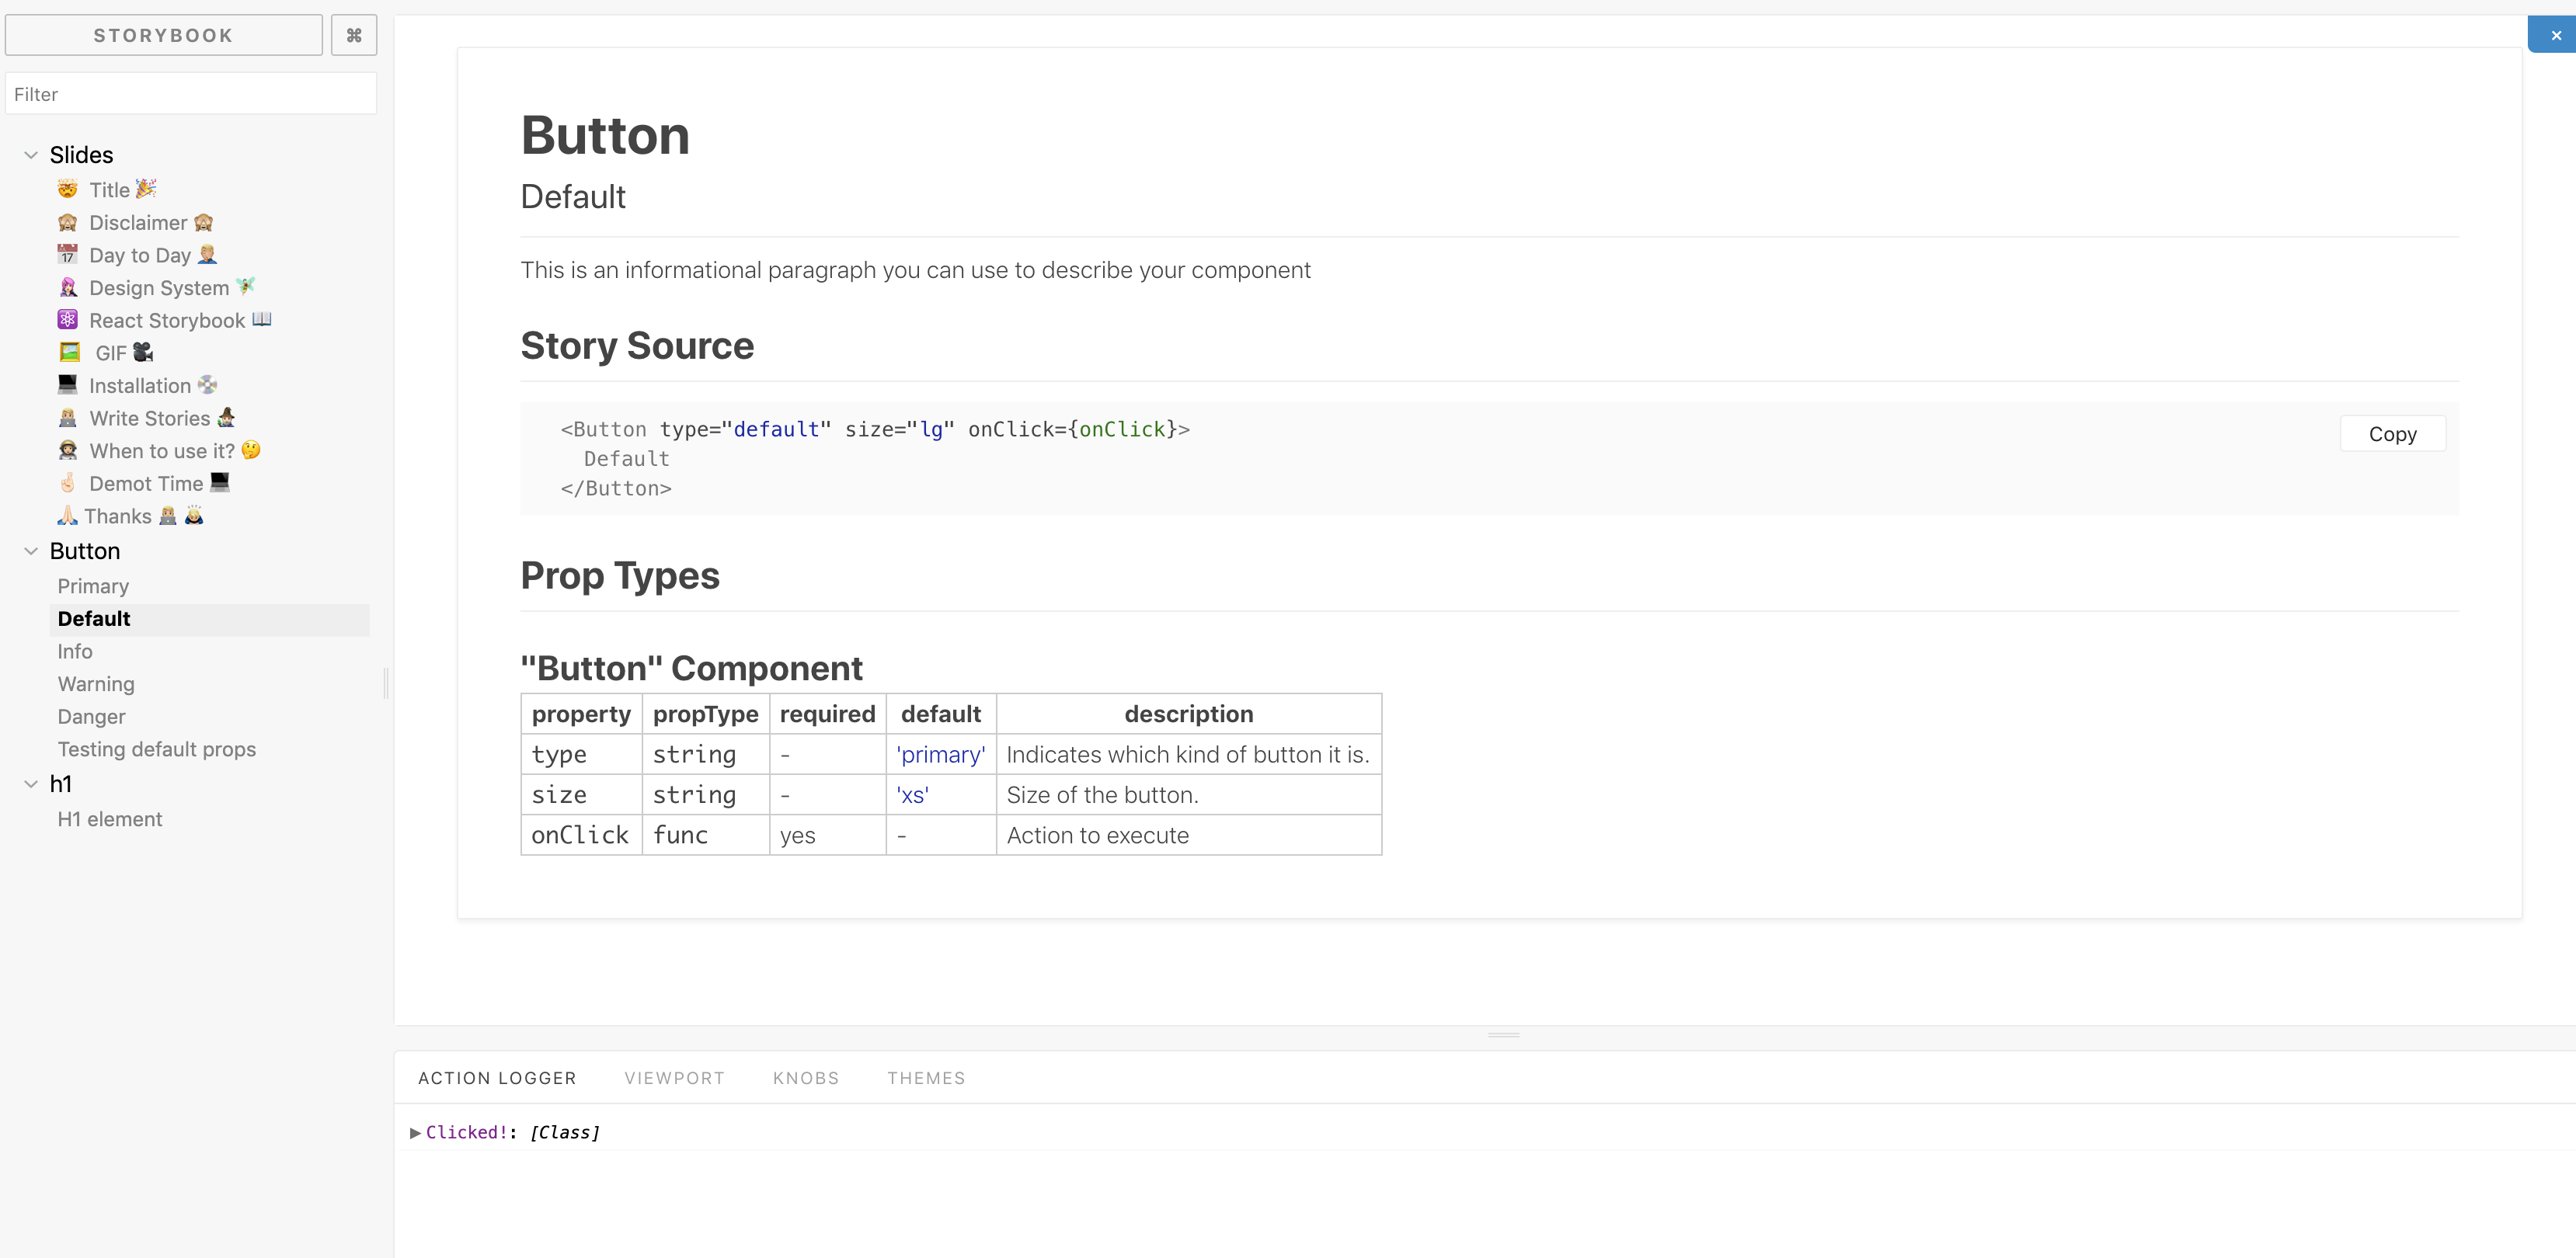 STORYBOOK ⌘
Filter
Slides
🤯 Title 🎉
🙈 Disclaimer 🙈
📅 Day to Day 🤦🏼‍♂️
👩🏻‍🎤 Design System 🧚
⚛️ React Storybook 📖
🖼 GIF 🎥
💻 Installation 💿
👨🏼‍💻 Write Stories 🧙
👩🏽‍🚀 When to use it? 🤔
🤞🏻 Demot Time 💻
🙏🏻 Thanks 👨🏼‍💻 🙇🏼
Button
Primary
Default
Info
Warning
Danger
Testing default props
h1
H1 element
×
Button
Default
This is an informational paragraph you can use to describe your component
Story Source
<Button type="default" size="lg" onClick={onClick}>
Default
</Button>
Copy
Prop Types
"Button" Component
property propType required default description
type string - 'primary' Indicates which kind of button it is.
size string - 'xs' Size of the button.
onClick func yes - Action to execute
ACTION LOGGER VIEWPORT KNOBS THEMES
▶ Clicked!: [Class]